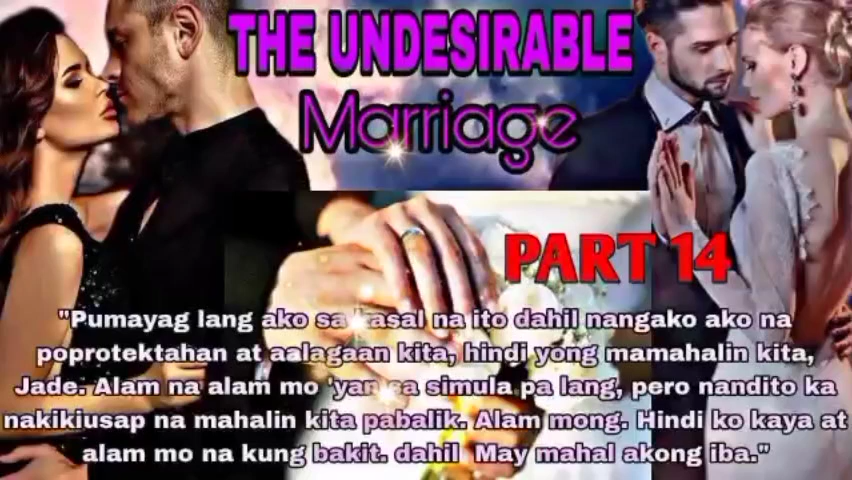 THE UNDESIRABLE
Marriage
PART 14
"Pumayag lang ako sa kasal na ito dahil nangako ako na
poprotektahan at aalagaan kita, hindi yong mamahalin kita,
Jade. Alam na alam mo 'yan sa simula pa lang, pero nandito ka
nakikiusap na mahalin kita pabalik. Alam mong. Hindi ko kaya at
alam mo na kung bakit. dahil May mahal akong iba."